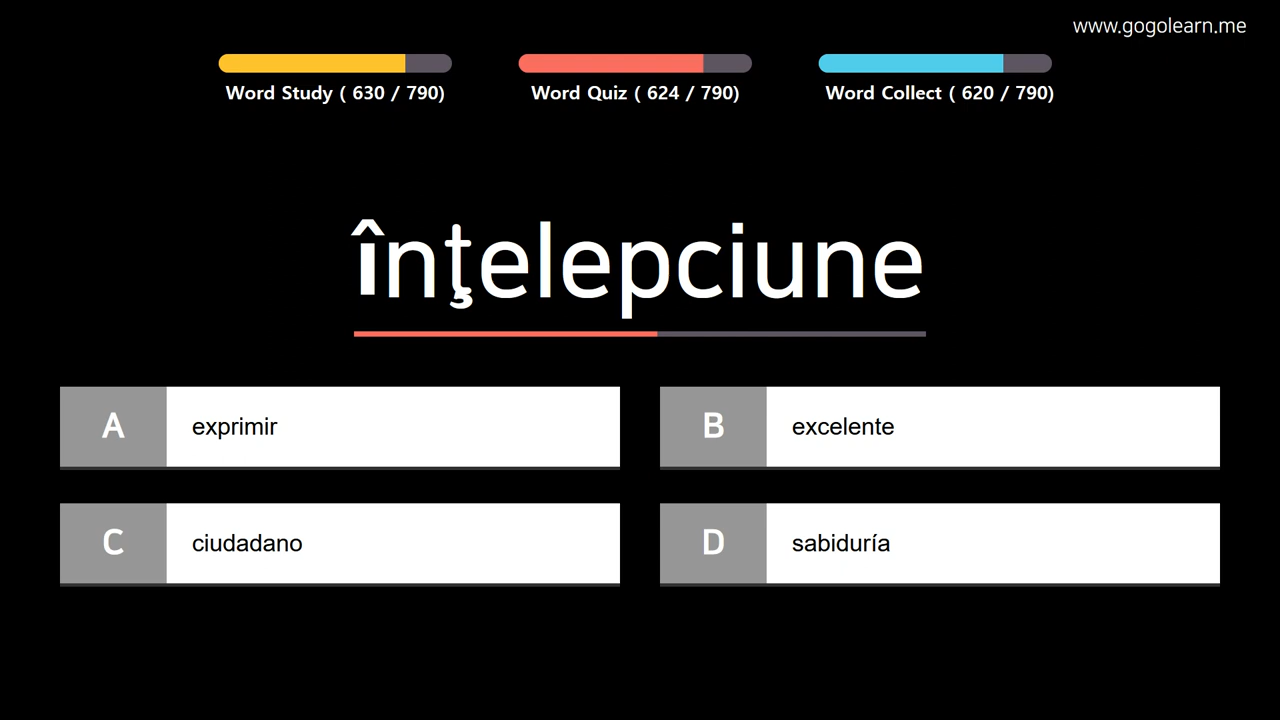 www.gogolearn.me
Word Study ( 630 / 790) Word Quiz ( 624 / 790) Word Collect ( 620 / 790)
înţelepciune
A exprimir
B excelente
C ciudadano
D sabiduría